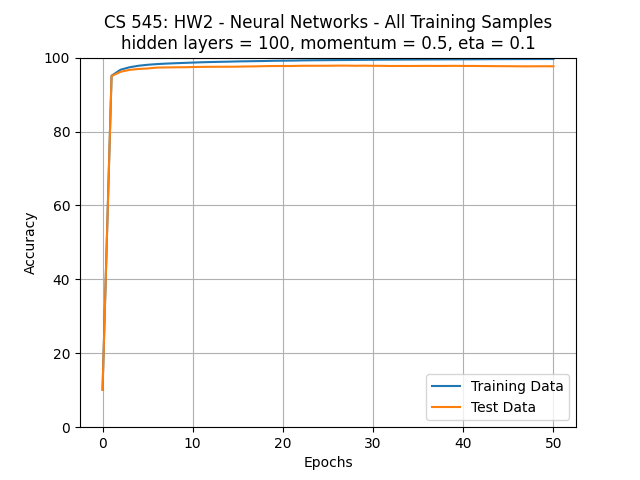 CS 545: HW2 - Neural Networks - All Training Samples
hidden layers = 100, momentum = 0.5, eta = 0.1
100
80
60
40
20
0
Accuracy
0 10 20 30 40 50
Epochs
Training Data
Test Data